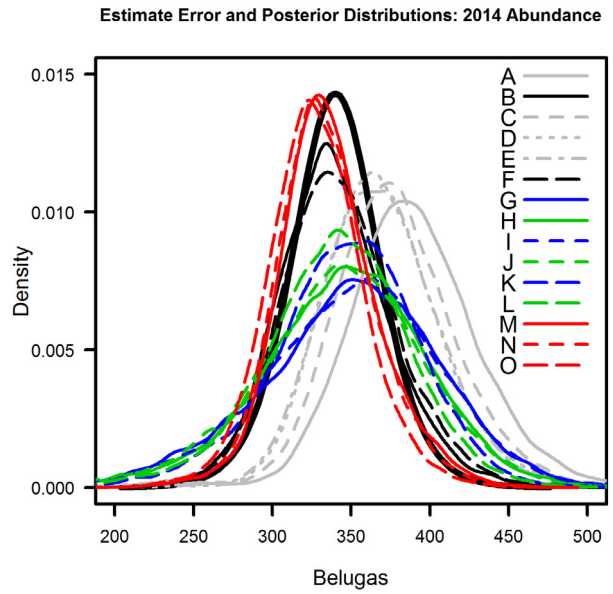 Estimate Error and Posterior Distributions: 2014 Abundance
0.015
0.010
0.005
0.000
Density
A
B
C
D
E
F
G
H
I
J
K
L
M
N
O
200 250 300 350 400 450 500
Belugas